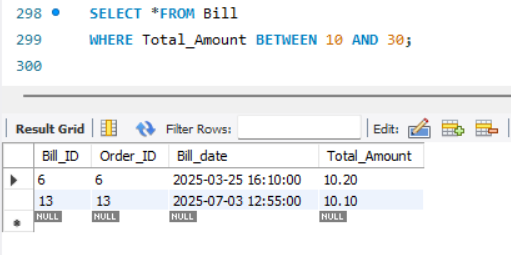 298 SELECT *FROM Bill
299 WHERE Total_Amount BETWEEN 10 AND 30;
300
Result Grid Filter Rows: Edit:
Bill_ID Order_ID Bill_date Total_Amount
6 6 2025-03-25 16:10:00 10.20
13 13 2025-07-03 12:55:00 10.10
NULL NULL NULL NULL